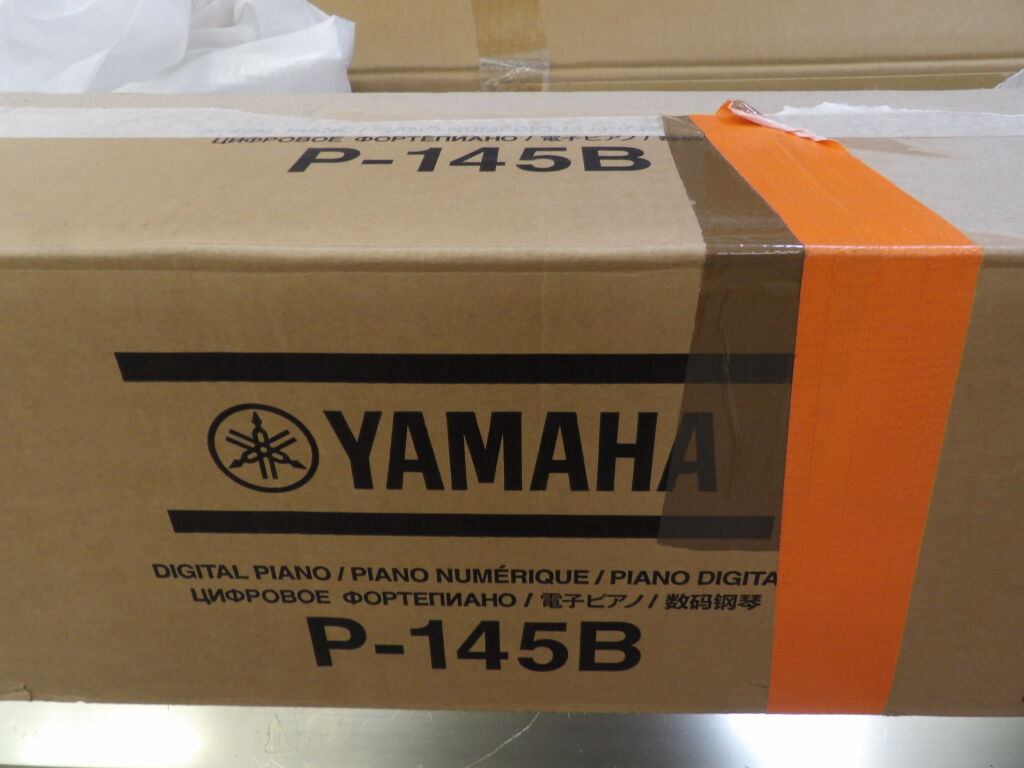 ЦИФРОВОЕ ФОРТЕПИАНО / 電子ピアノ /
P-145B
YAMAHA
DIGITAL PIANO / PIANO NUMÉRIQUE / PIANO DIGITA
ЦИФРОВОЕ ФОРТЕПИАНО / 電子ピアノ / 数码钢琴
P-145B